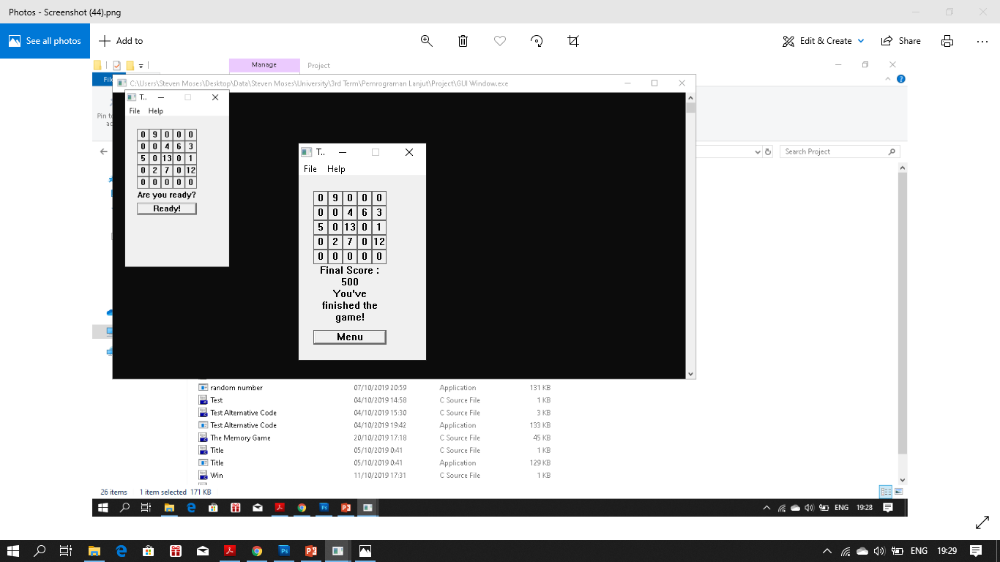 Photos - Screenshot (44).png
See all photos
Add to
Edit & Create
Share
Manage
Project
C:\Users\Steven Moses\Desktop\Data\Steven Moses\University\3rd Term\Pemrograman Lanjut\Project\GUI Window.exe
T..
File Help
0 9 0 0 0
0 0 4 6 3
5 0 13 0 1
0 2 7 0 12
0 0 0 0 0
Are you ready?
Ready!
T..
File Help
0 9 0 0 0
0 0 4 6 3
5 0 13 0 1
0 2 7 0 12
0 0 0 0 0
Final Score :
500
You've
finished the
game!
Menu
Search Project
random number 07/10/2019 20:59 Application 131 KB
Test 04/10/2019 14:58 C Source File 1 KB
Test Alternative Code 04/10/2019 15:30 C Source File 3 KB
Test Alternative Code 04/10/2019 19:42 Application 133 KB
The Memory Game 20/10/2019 17:18 C Source File 45 KB
Title 05/10/2019 0:41 C Source File 1 KB
Title 05/10/2019 0:41 Application 129 KB
Win 11/10/2019 17:31 C Source File 1 KB
26 items 1 item selected 171 KB
ENG 19:28
ENG 19:29